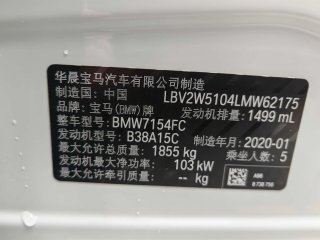 华晨宝马汽车有限公司制造
制造国：中国 LBV2W5104LMW62175
品牌：宝马(BMW)牌 发动机排量：1499 mL
整车型号：BMW7154FC
发动机型号：B38A15C 制造年月：2020-01
最大允许总质量：1855 kg 乘坐人数：5
发动机最大净功率：103 kW
最大允许牵引质量：-- kg